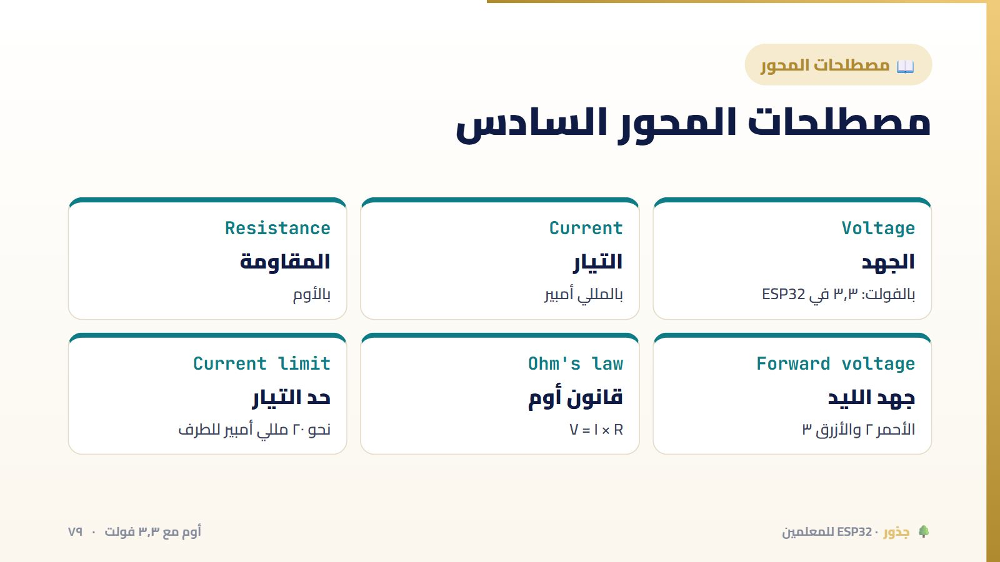 📖 مصطلحات المحور
مصطلحات المحور السادس
Voltage
الجهد
بالفولت: ٣,٣ في ESP32
Current
التيار
بالمللي أمبير
Resistance
المقاومة
بالأوم
Forward voltage
جهد الليد
الأحمر ٢ والأزرق ٣
Ohm's law
قانون أوم
V = I × R
Current limit
حد التيار
نحو ٢٠ مللي أمبير للطرف
🌳 جذور · ESP32 للمعلمين
أوم مع ٣,٣ فولت · ٧٩